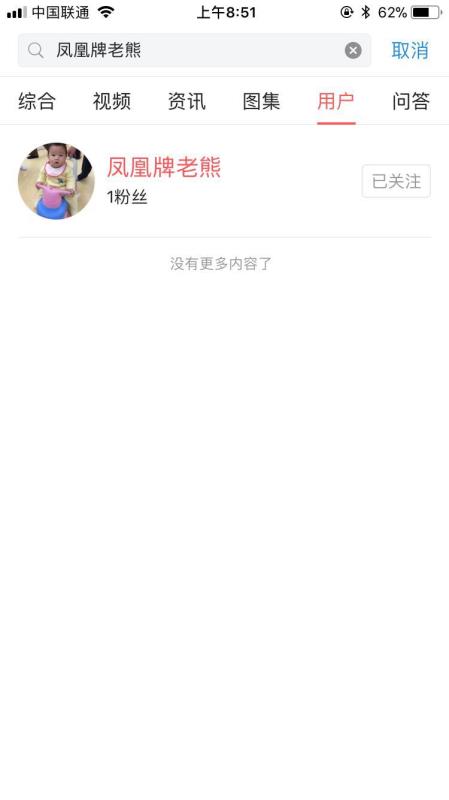 中国联通 上午8:51 62%
凤凰牌老熊 取消
综合 视频 资讯 图集 用户 问答
凤凰牌老熊
1粉丝
已关注
没有更多内容了